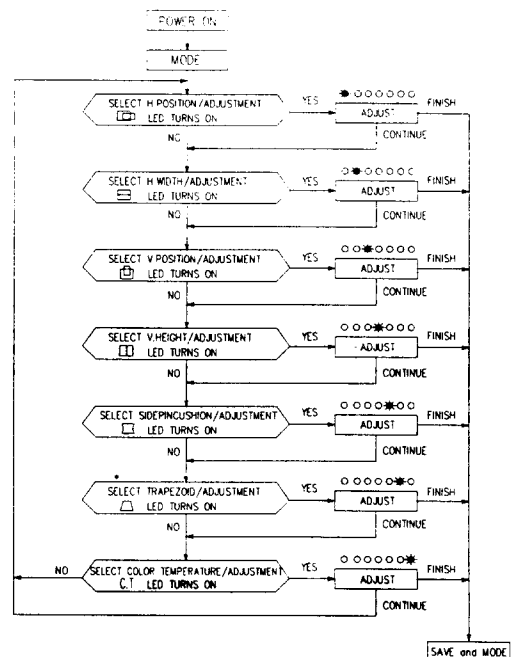 POWER ON
MODE
SELECT H.POSITION/ADJUSTMENT
LED TURNS ON
YES
ADJUST
FINISH
NO
CONTINUE
SELECT H.WIDTH/ADJUSTMENT
LED TURNS ON
YES
ADJUST
FINISH
NO
CONTINUE
SELECT V.POSITION/ADJUSTMENT
LED TURNS ON
YES
ADJUST
FINISH
NO
CONTINUE
SELECT V.HEIGHT/ADJUSTMENT
LED TURNS ON
YES
ADJUST
FINISH
NO
CONTINUE
SELECT SIDEPINCUSHION/ADJUSTMENT
LED TURNS ON
YES
ADJUST
FINISH
NO
CONTINUE
SELECT TRAPEZOID/ADJUSTMENT
LED TURNS ON
YES
ADJUST
FINISH
NO
CONTINUE
NO
SELECT COLOR TEMPERATURE/ADJUSTMENT
C.T LED TURNS ON
YES
ADJUST
FINISH
CONTINUE
SAVE and MODE